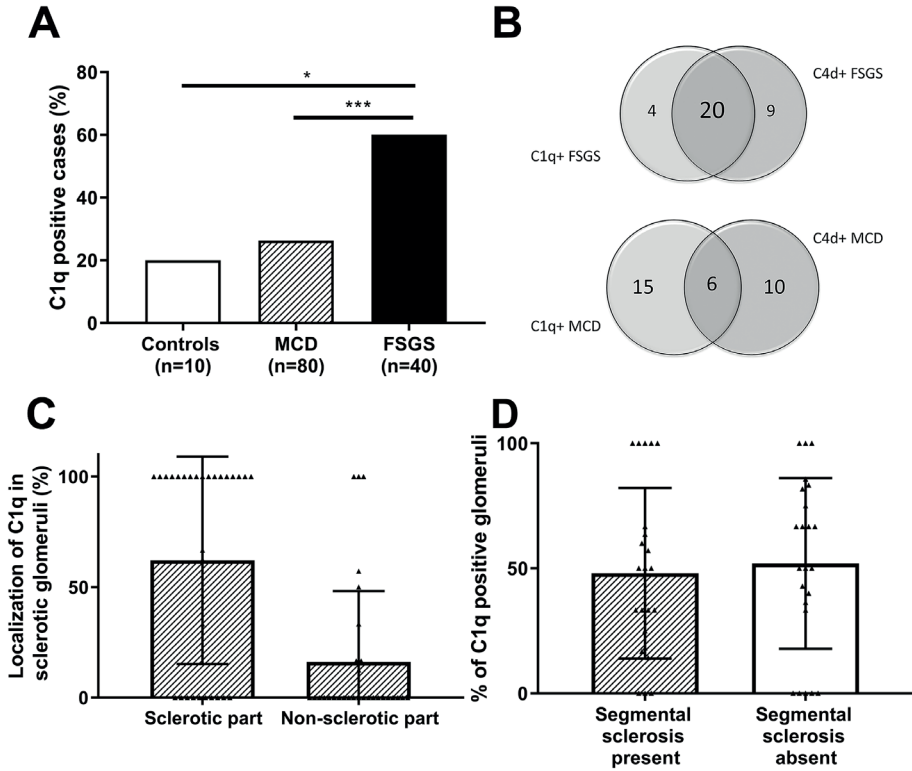 A
C1q positive cases (%)
80
60
40
20
0
*
***
Controls
(n=10)
MCD
(n=80)
FSGS
(n=40)
B
C4d+ FSGS
4
20
9
C1q+ FSGS
C4d+ MCD
15
6
10
C1q+ MCD
C
Localization of C1q in
sclerotic glomeruli (%)
100
50
0
Sclerotic part
Non-sclerotic part
D
% of C1q positive glomeruli
100
50
0
Segmental
sclerosis
present
Segmental
sclerosis
absent